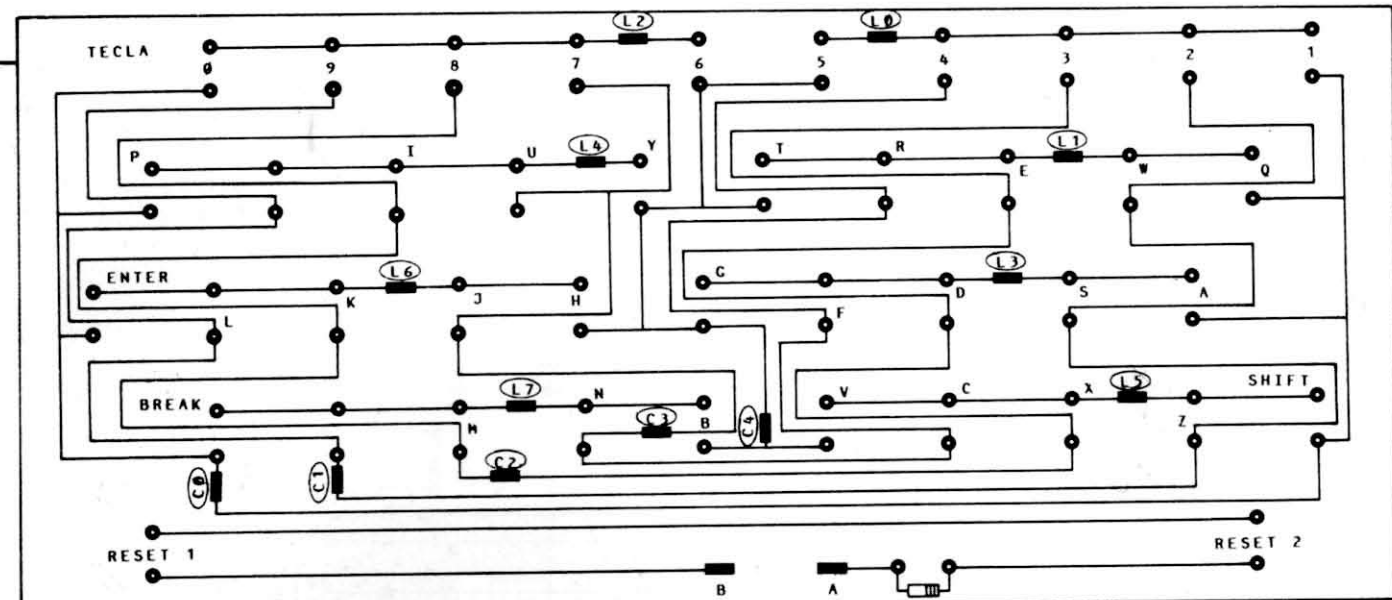 L2 L0
TECLA
0 9 8 7 6 5 4 3 2 1
P I U L4 Y T R E L1 W Q
ENTER L6 G D L3 S A
L K J H F
BREAK L7 N V C X L5 SHIFT
M C3 B C4 Z
C0 C1 C2
RESET 1 RESET 2
B A